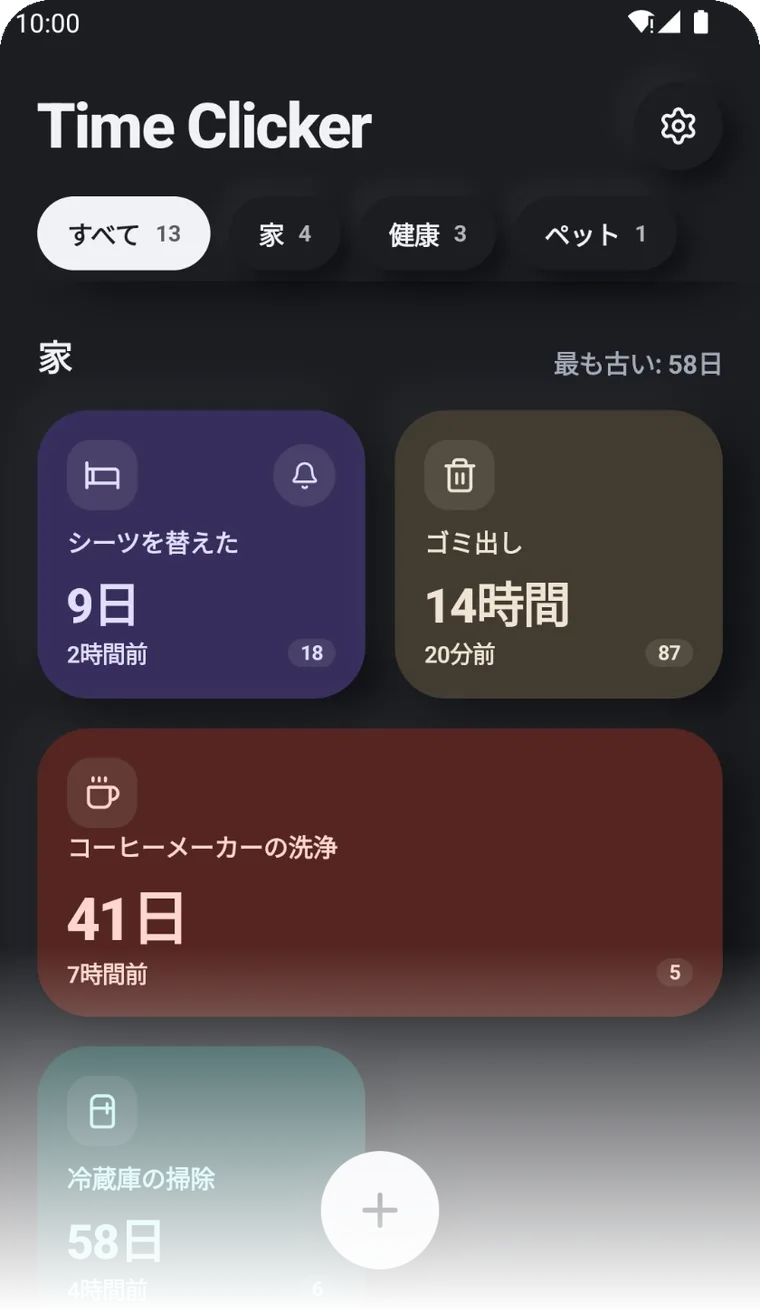 10:00
Time Clicker
すべて 13 家 4 健康 3 ペット 1
家 最も古い: 58日
シーツを替えた
9日
2時間前 18
ゴミ出し
14時間
20分前 87
コーヒーメーカーの洗浄
41日
7時間前 5
冷蔵庫の掃除
58日
4時間前 6